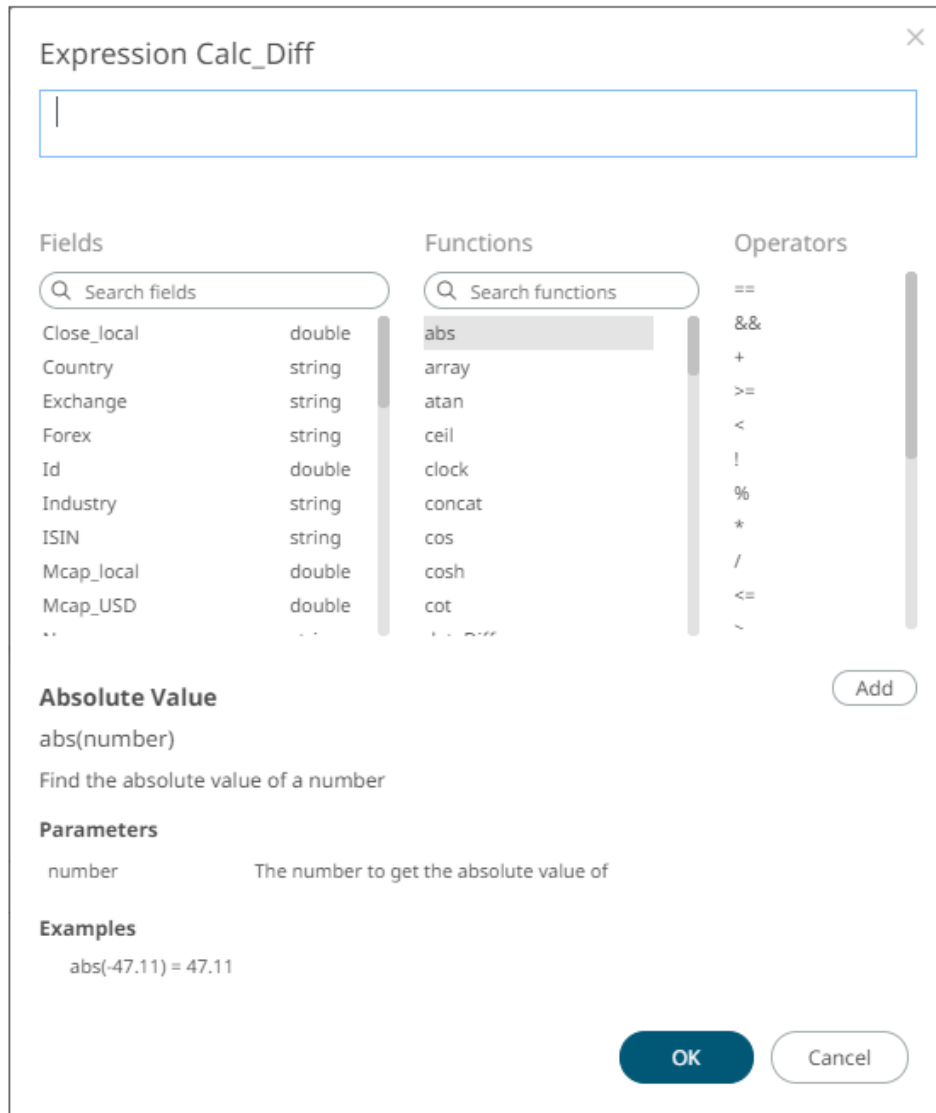 Expression Calc_Diff
Fields
Functions
Operators
Search fields
Search functions
Close_local double
Country string
Exchange string
Forex string
Id double
Industry string
ISIN string
Mcap_local double
Mcap_USD double
abs
array
atan
ceil
clock
concat
cos
cosh
cot
==
&&
+
>=
<
!
%
*
/
<=
Absolute Value
Add
abs(number)
Find the absolute value of a number
Parameters
number The number to get the absolute value of
Examples
abs(-47.11) = 47.11
OK
Cancel